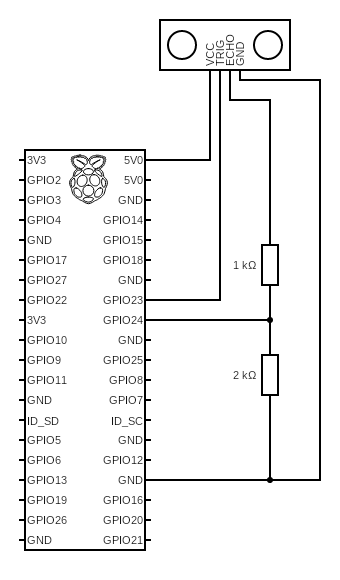 VCC
TRIG
ECHO
GND
3V3 5V0
GPIO2 5V0
GPIO3 GND
GPIO4 GPIO14
GND GPIO15
GPIO17 GPIO18
GPIO27 GND
GPIO22 GPIO23
3V3 GPIO24
GPIO10 GND
GPIO9 GPIO25
GPIO11 GPIO8
GND GPIO7
ID_SD ID_SC
GPIO5 GND
GPIO6 GPIO12
GPIO13 GND
GPIO19 GPIO16
GPIO26 GPIO20
GND GPIO21
1 kΩ
2 kΩ